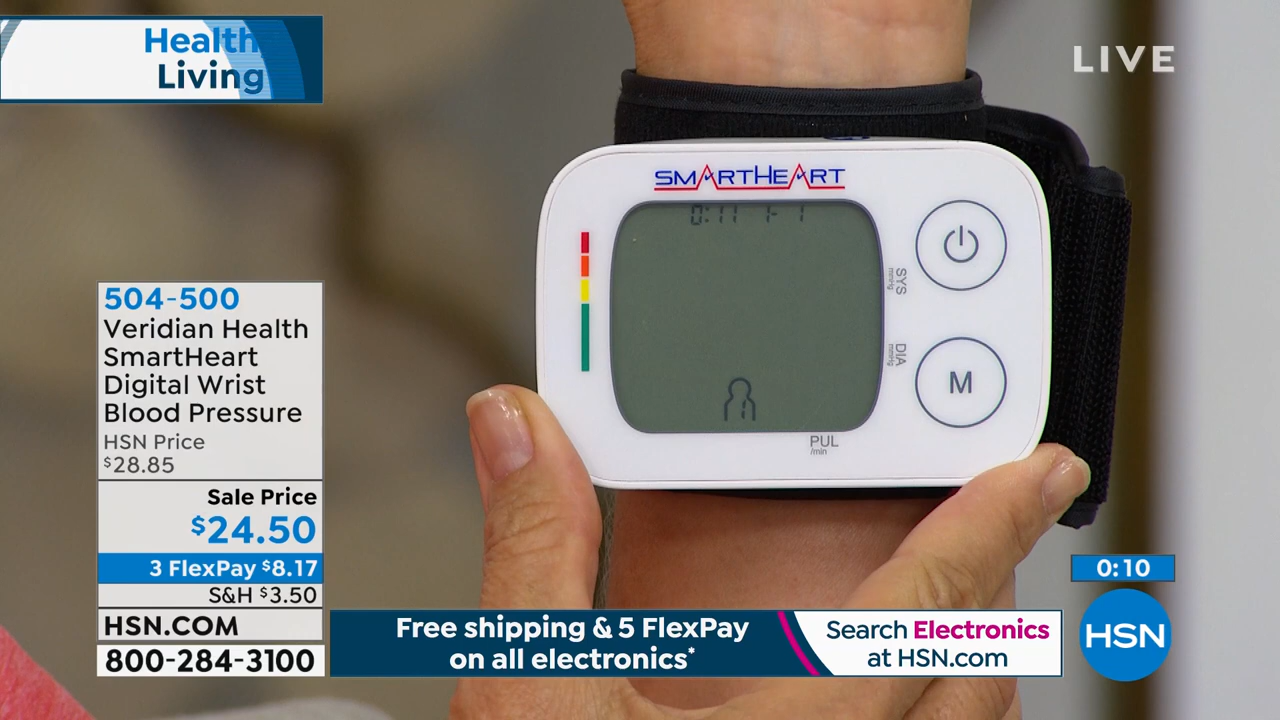 Health
Living
LIVE
SMARTHEART
0:11 1- 1
SYS
mmHg
DIA
mmHg
M
PUL
/min
504-500
Veridian Health
SmartHeart
Digital Wrist
Blood Pressure
HSN Price
$28.85
Sale Price
$24.50
3 FlexPay $8.17
S&H $3.50
HSN.COM
800-284-3100
Free shipping & 5 FlexPay
on all electronics*
Search Electronics
at HSN.com
0:10
HSN